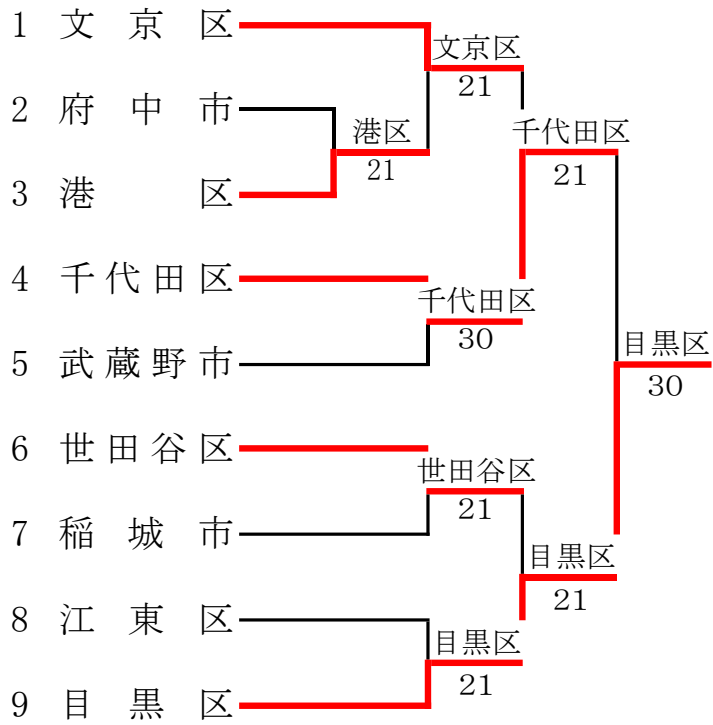 1 文京区
文京区
21
2 府中市
港区
21
千代田区
21
3 港区
4 千代田区
千代田区
30
5 武蔵野市
目黒区
30
6 世田谷区
世田谷区
21
7 稲城市
目黒区
21
8 江東区
目黒区
21
9 目黒区